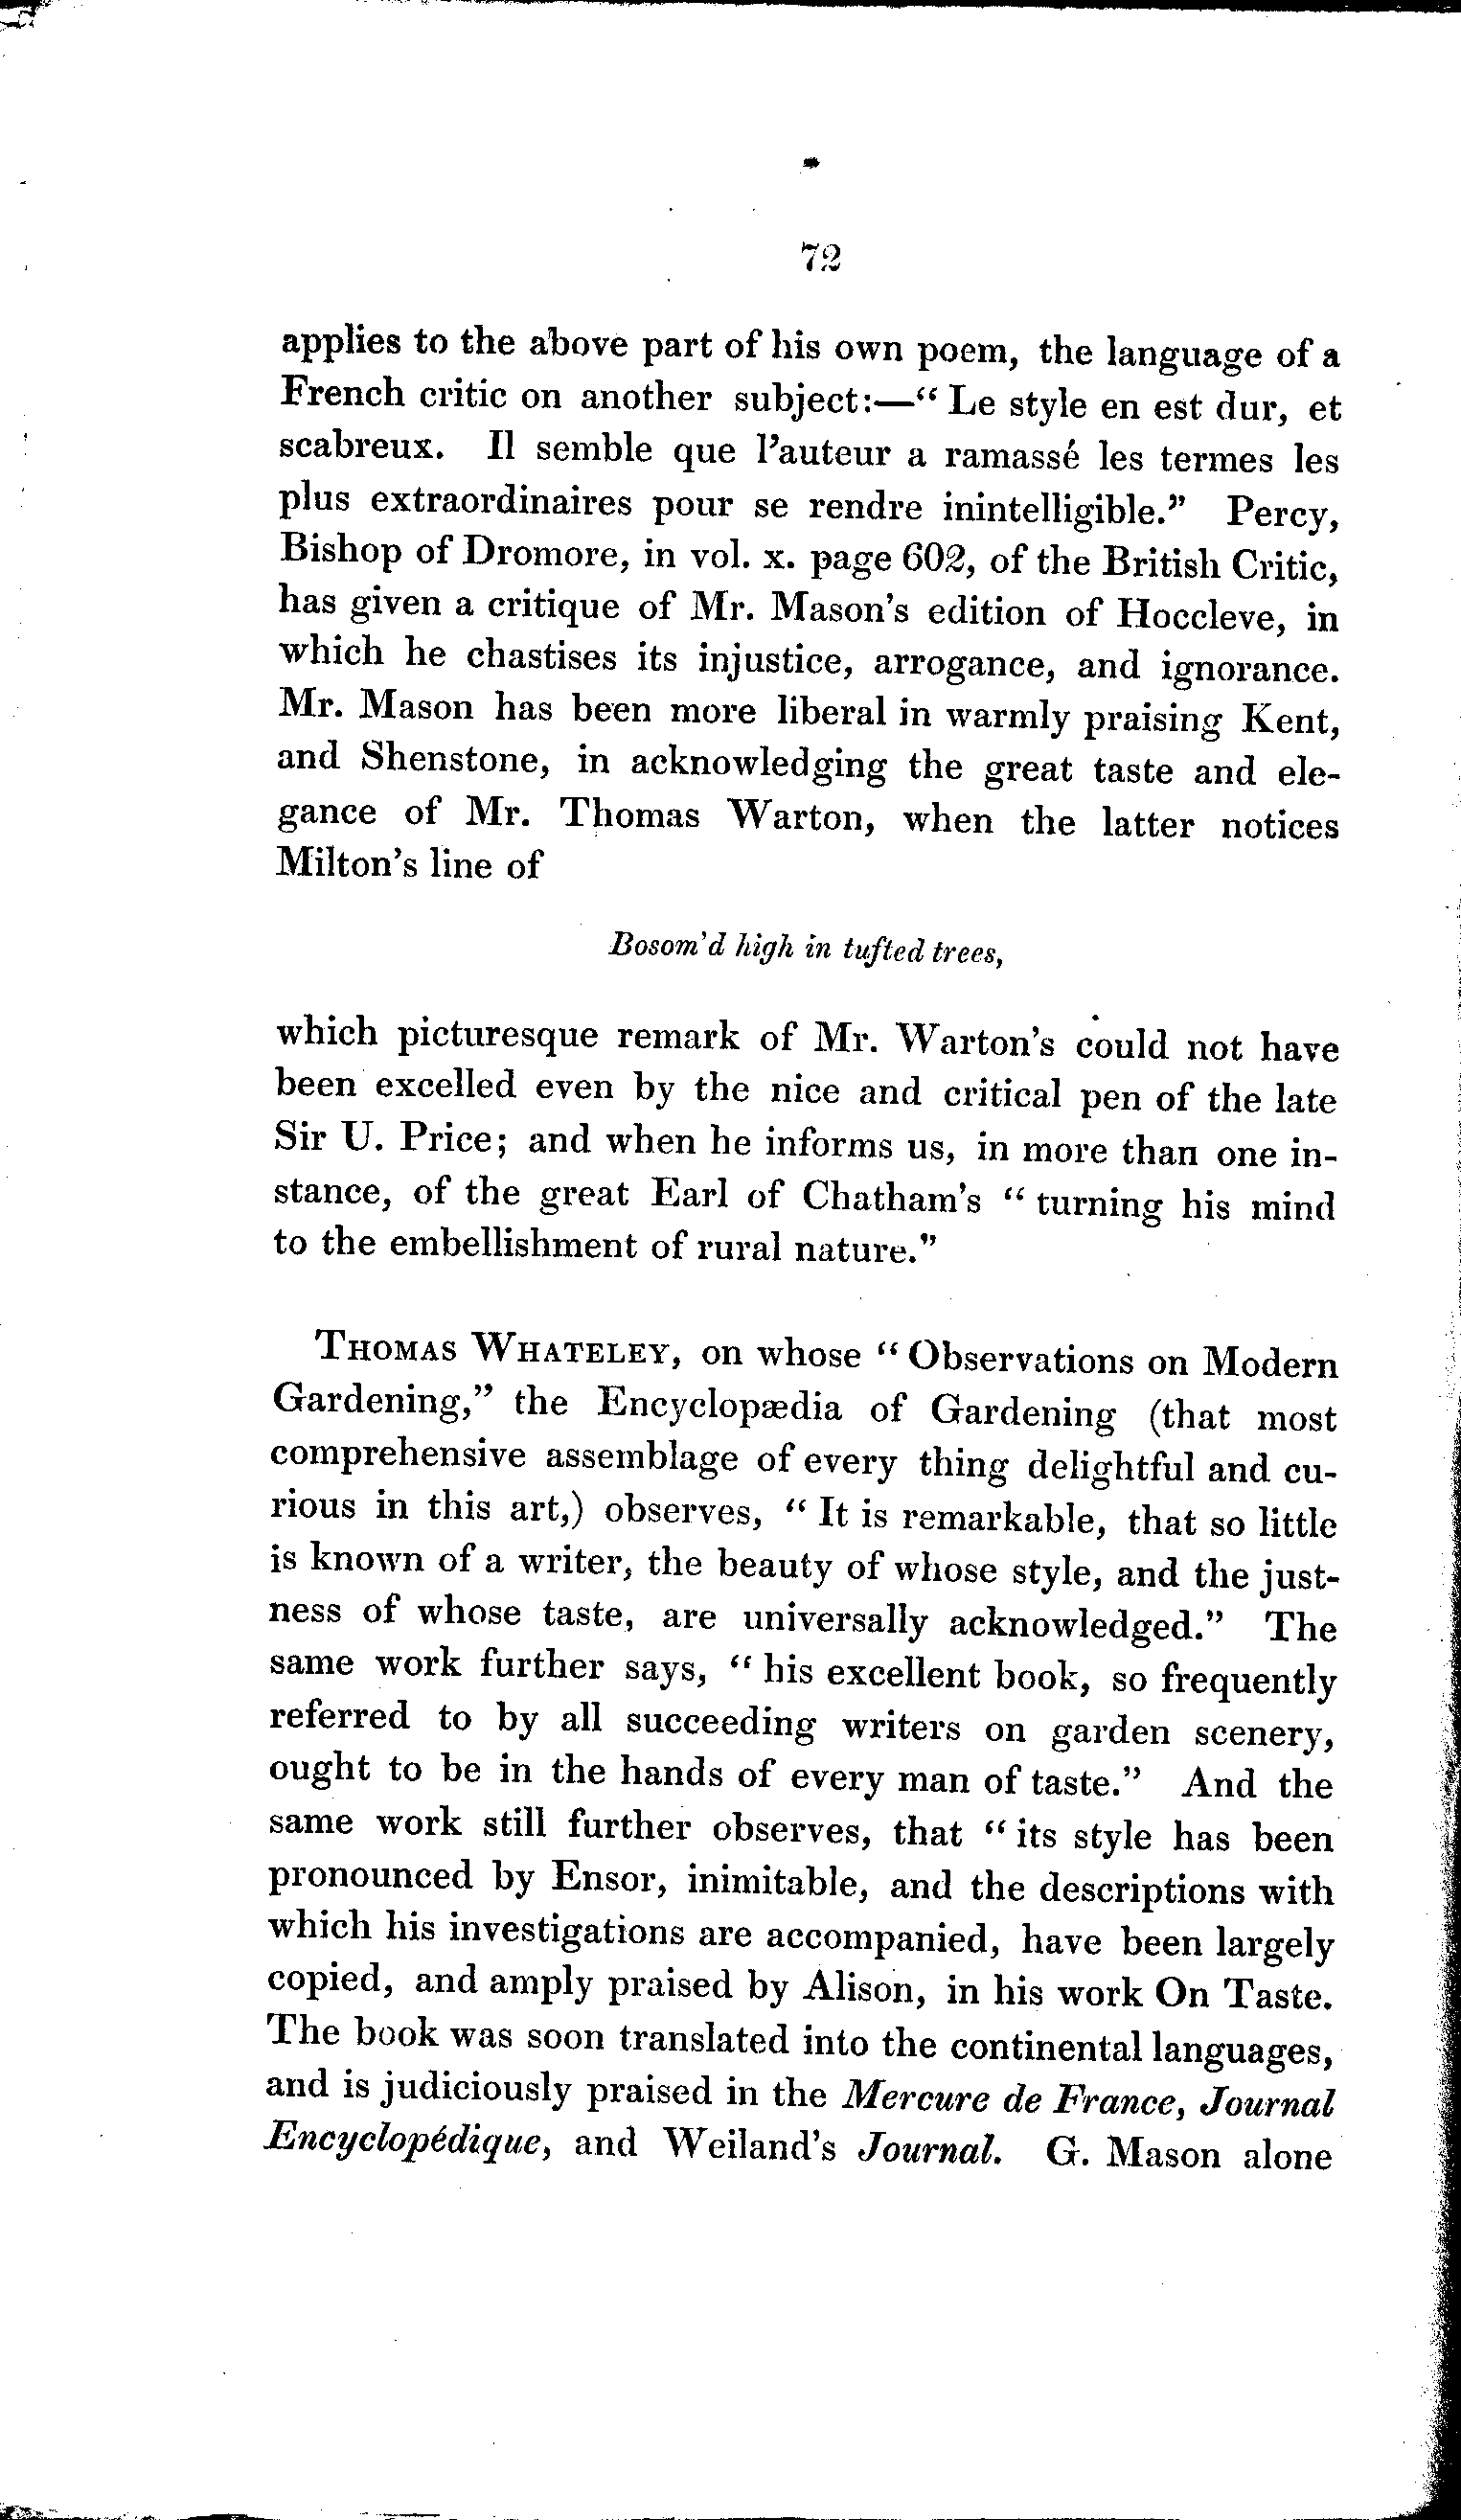 72
applies to the above part of his own poem, the language of a
French critic on another subject:—“ Le style en est dur, et
scabreux. Il semble que l’auteur a ramassé les termes les
plus extraordinaires pour se rendre inintelligible.” Percy,
Bishop of Dromore, in vol. x. page 602, of the British Critic,
has given a critique of Mr. Mason’s edition of Hoccleve, in
which he chastises its injustice, arrogance, and ignorance.
Mr. Mason has been more liberal in warmly praising Kent,
and Shenstone, in acknowledging the great taste and ele-
gance of Mr. Thomas Warton, when the latter notices
Milton’s line of
Bosom’d high in tufted trees,
which picturesque remark of Mr. Warton’s could not have
been excelled even by the nice and critical pen of the late
Sir U. Price; and when he informs us, in more than one in-
stance, of the great Earl of Chatham’s “ turning his mind
to the embellishment of rural nature.”
THOMAS WHATELEY, on whose “ Observations on Modern
Gardening,” the Encyclopædia of Gardening (that most
comprehensive assemblage of every thing delightful and cu-
rious in this art,) observes, “ It is remarkable, that so little
is known of a writer, the beauty of whose style, and the just-
ness of whose taste, are universally acknowledged.” The
same work further says, “ his excellent book, so frequently
referred to by all succeeding writers on garden scenery,
ought to be in the hands of every man of taste.” And the
same work still further observes, that “ its style has been
pronounced by Ensor, inimitable, and the descriptions with
which his investigations are accompanied, have been largely
copied, and amply praised by Alison, in his work On Taste.
The book was soon translated into the continental languages,
and is judiciously praised in the Mercure de France, Journal
Encyclopédique, and Weiland’s Journal. G. Mason alone